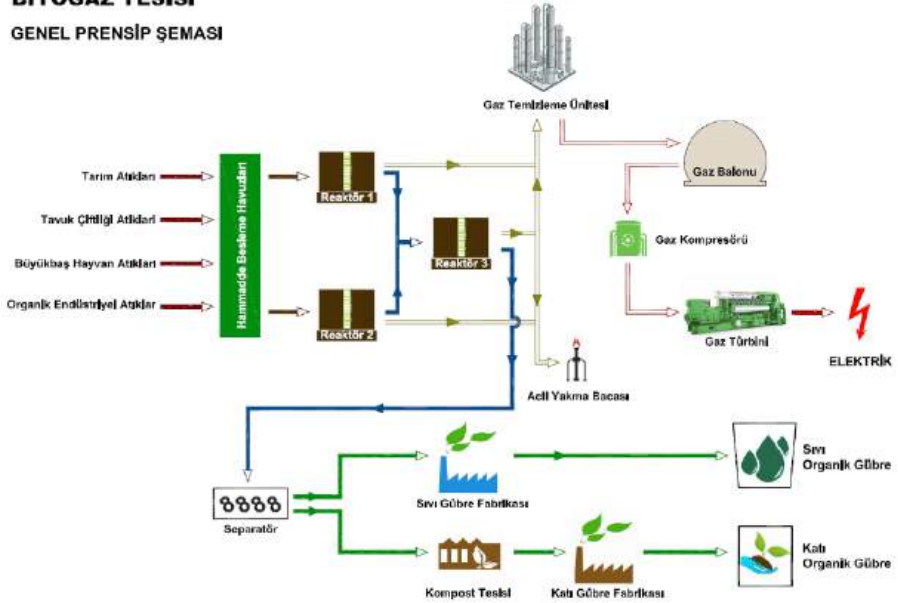 BİYOGAZ TESİSİ
GENEL PRENSİP ŞEMASI
Gaz Temizleme Ünitesi
Gaz Balonu
Tarım Atıkları
Tavuk Çiftliği Atıkları
Büyükbaş Hayvan Atıkları
Organik Endüstriyel Atıklar
Hammadde Besleme Havuzları
Reaktör 1
Reaktör 3
Reaktör 2
Gaz Kompresörü
Gaz Türbini
ELEKTRİK
Acil Yakma Bacası
Separatör
Sıvı Gübre Fabrikası
Sıvı
Organik Gübre
Kompost Tesisi
Katı Gübre Fabrikası
Katı
Organik Gübre